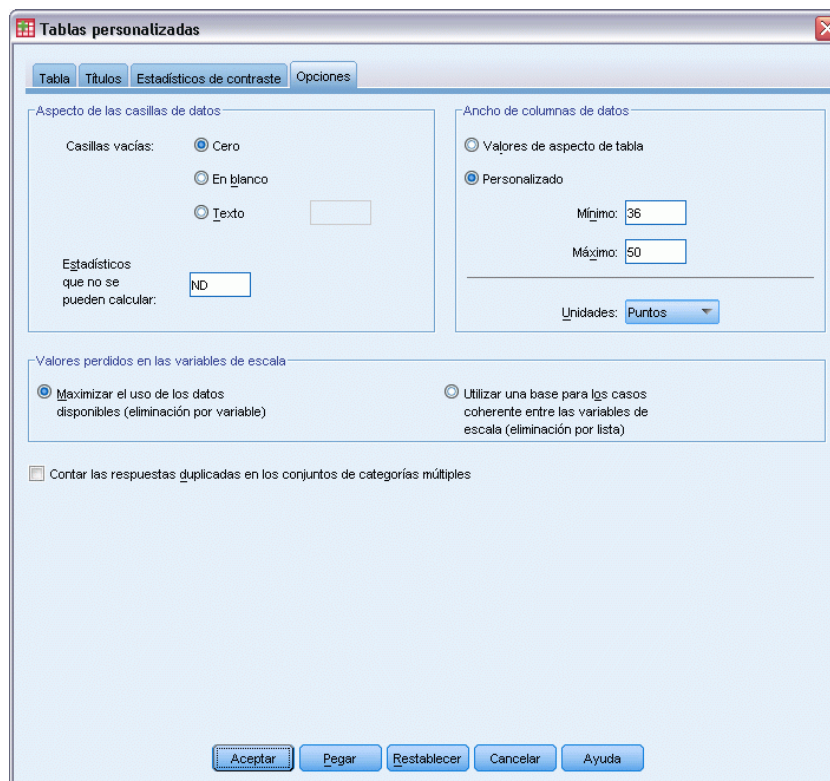 Tablas personalizadas
Tabla Títulos Estadísticos de contraste Opciones
Aspecto de las casillas de datos
Casillas vacías:
Cero
En blanco
Texto
Estadísticos
que no se
pueden calcular:
ND
Ancho de columnas de datos
Valores de aspecto de tabla
Personalizado
Mínimo: 36
Máximo: 50
Unidades: Puntos
Valores perdidos en las variables de escala
Maximizar el uso de los datos
disponibles (eliminación por variable)
Utilizar una base para los casos
coherente entre las variables de
escala (eliminación por lista)
Contar las respuestas duplicadas en los conjuntos de categorías múltiples
Aceptar Pegar Restablecer Cancelar Ayuda